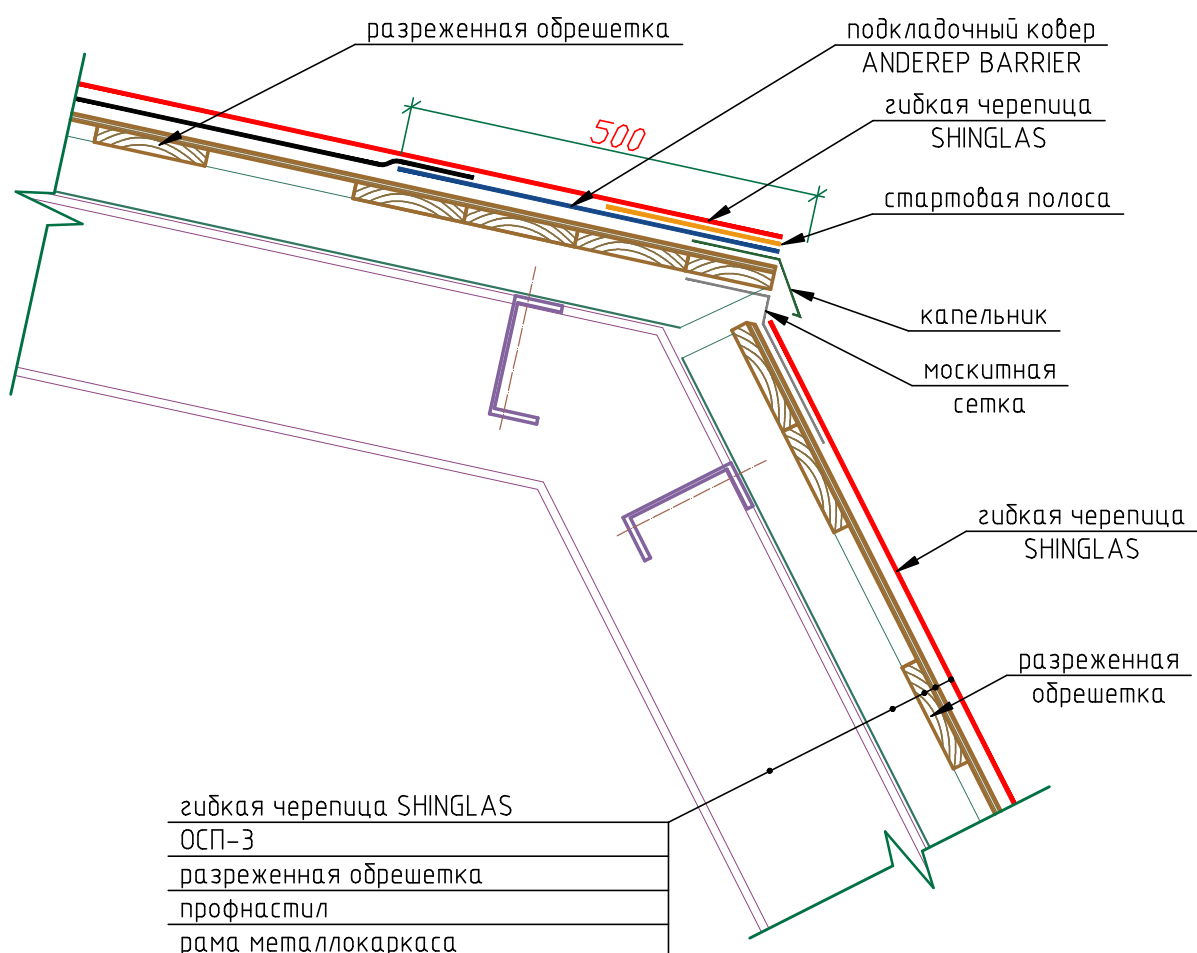 разреженная обрешетка
подкладочный ковер
ANDEREP BARRIER
гибкая черепица
SHINGLAS
500
стартовая полоса
капельник
москитная
сетка
гибкая черепица
SHINGLAS
разреженная
обрешетка
гибкая черепица SHINGLAS
ОСП-3
разреженная обрешетка
профнастил
рама металлокаркаса